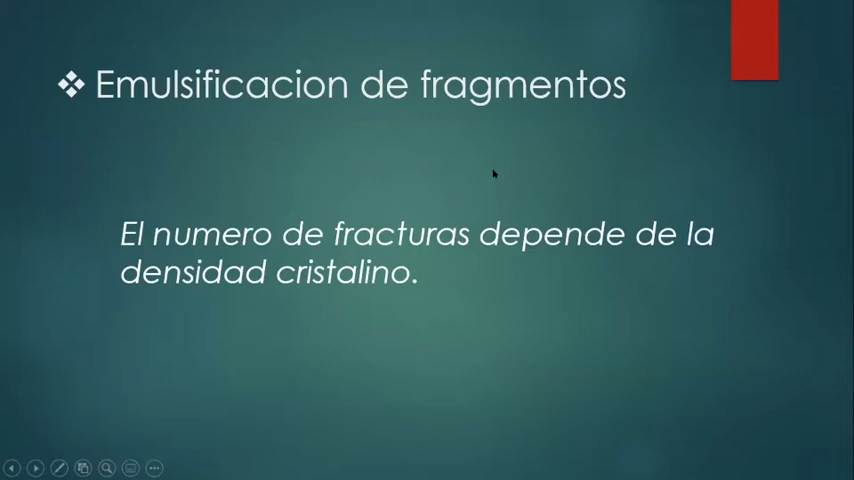 Emulsificacion de fragmentos
El numero de fracturas depende de la
densidad cristalino.